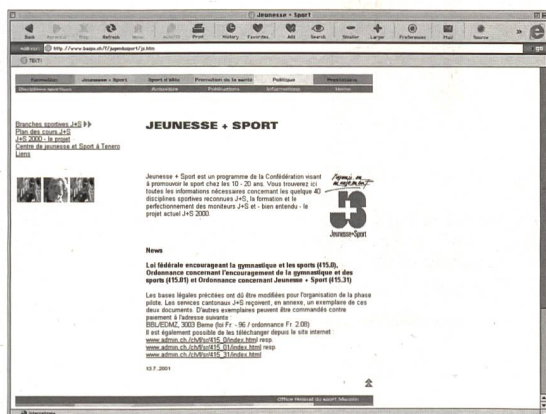 Jeunesse + Sport
Back
Refresh
Home
AutoFill
Print
History
Favorites
Add
Search
Smaller
Larger
Preferences
Mail
Source
http://www.baspo.ch/f/jugendsport/js.htm
go
TEXTI
Formation
Jeunesse + Sport
Sport d'élite
Promotion de la santé
Politique
Prestataire
Disciplines sportives
Actualités
Publications
Informations
Home
Branches sportives J+S
Plan des cours J+S
J+S 2000 - le projet
Centre de jeunesse et Sport à Tenero
Liens
JEUNESSE + SPORT
Jeunesse + Sport est un programme de la Confédération visant
à promouvoir le sport chez les 10 - 20 ans. Vous trouverez ici
toutes les informations nécessaires concernant les quelque 40
disciplines sportives reconnues J+S, la formation et le
perfectionnement des moniteurs J+S et - bien entendu - le
projet actuel J+S 2000.
Jeunesse+Sport
News
Loi fédérale encourageant la gymnastique et les sports (415.0),
Ordonnance concernant l'encouragement de la gymnastique et des
sports (415.01) et Ordonnance concernant Jeunesse + Sport (415.31)
Les bases légales précitées ont dû être modifiées pour l'organisation de la phase
pilote. Les services cantonaux J+S reçoivent, en annexe, un exemplaire de ces
deux documents. D'autres exemplaires peuvent être commandés contre
paiement à l'adresse suivante :
BBL/EDMZ, 3003 Berne (loi Fr. -.96 / ordonnance Fr. 2.08)
Il est également possible de les télécharger depuis le site internet :
www.admin.ch./ch/f/sr/415_0/index.html resp.
www.admin.ch./ch/f/sr/415_01/index.html resp.
www.admin.ch./ch/f/sr/415_31/index.html
13.7.2001
Office fédéral du sport Macolin